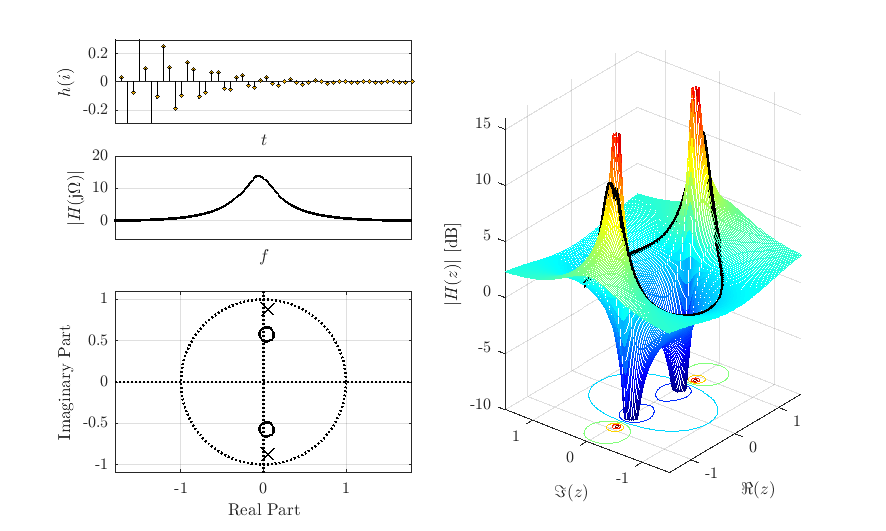 0.2
0
-0.2
h(i)
t
20
10
0
|H(jΩ)|
f
1
0.5
0
-0.5
-1
Imaginary Part
-1 0 1
Real Part
15
10
5
0
-5
-10
|H(z)| [dB]
1 0 -1
ℑ(z)
-1 0 1
ℜ(z)